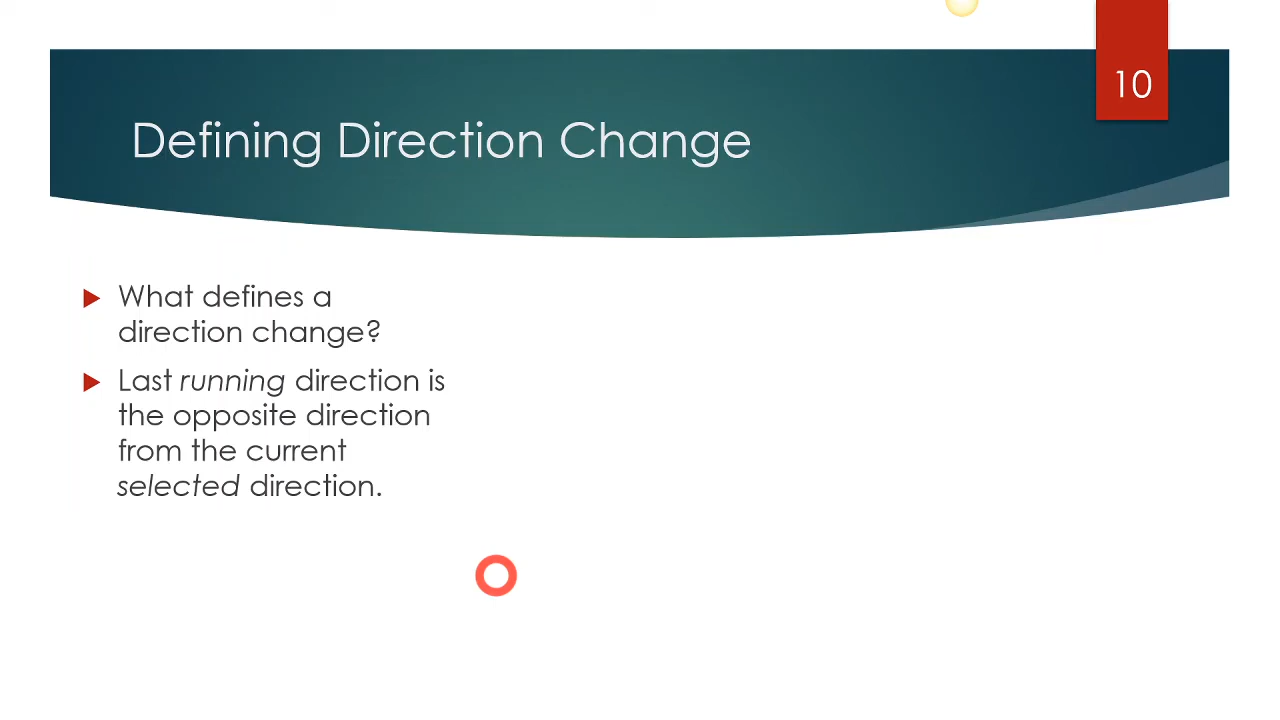 10
Defining Direction Change
What defines a
direction change?
Last running direction is
the opposite direction
from the current
selected direction.